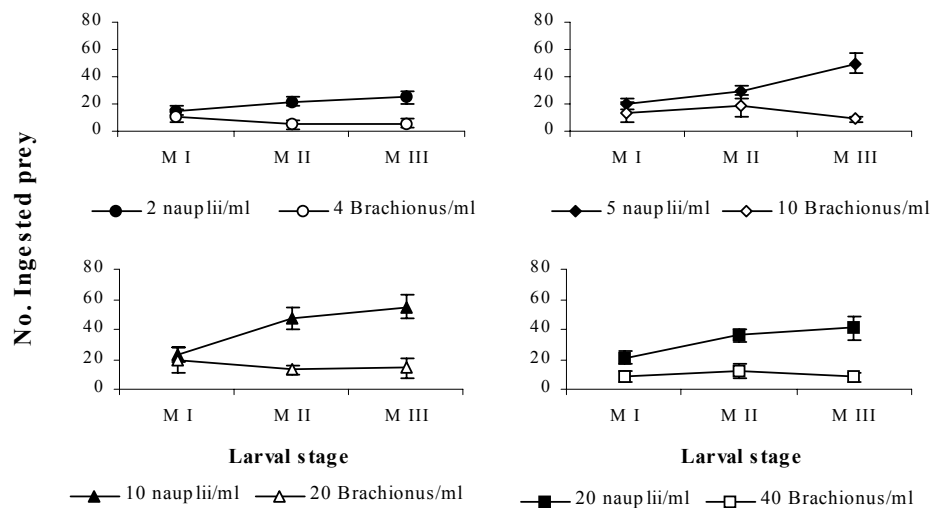 No. Ingested prey
80
60
40
20
0
M I M II M III
2 nauplii/ml 4 Brachionus/ml
80
60
40
20
0
M I M II M III
5 nauplii/ml 10 Brachionus/ml
80
60
40
20
0
M I M II M III
Larval stage
10 nauplii/ml 20 Brachionus/ml
80
60
40
20
0
M I M II M III
Larval stage
20 nauplii/ml 40 Brachionus/ml